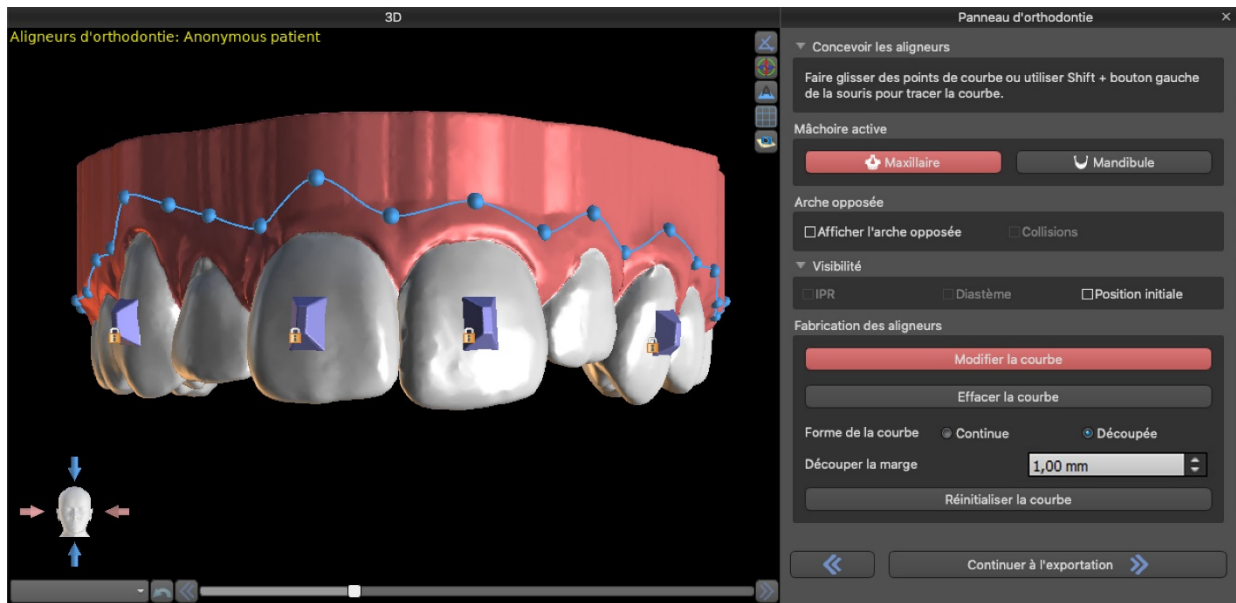 3D
Panneau d'orthodontie
Aligneurs d'orthodontie: Anonymous patient
Concevoir les aligneurs
Faire glisser des points de courbe ou utiliser Shift + bouton gauche
de la souris pour tracer la courbe.
Mâchoire active
Maxillaire
Mandibule
Arche opposée
Afficher l'arche opposée
Collisions
Visibilité
IPR
Diastème
Position initiale
Fabrication des aligneurs
Modifier la courbe
Effacer la courbe
Forme de la courbe
Continue
Découpée
Découper la marge
1,00 mm
Réinitialiser la courbe
Continuer à l'exportation